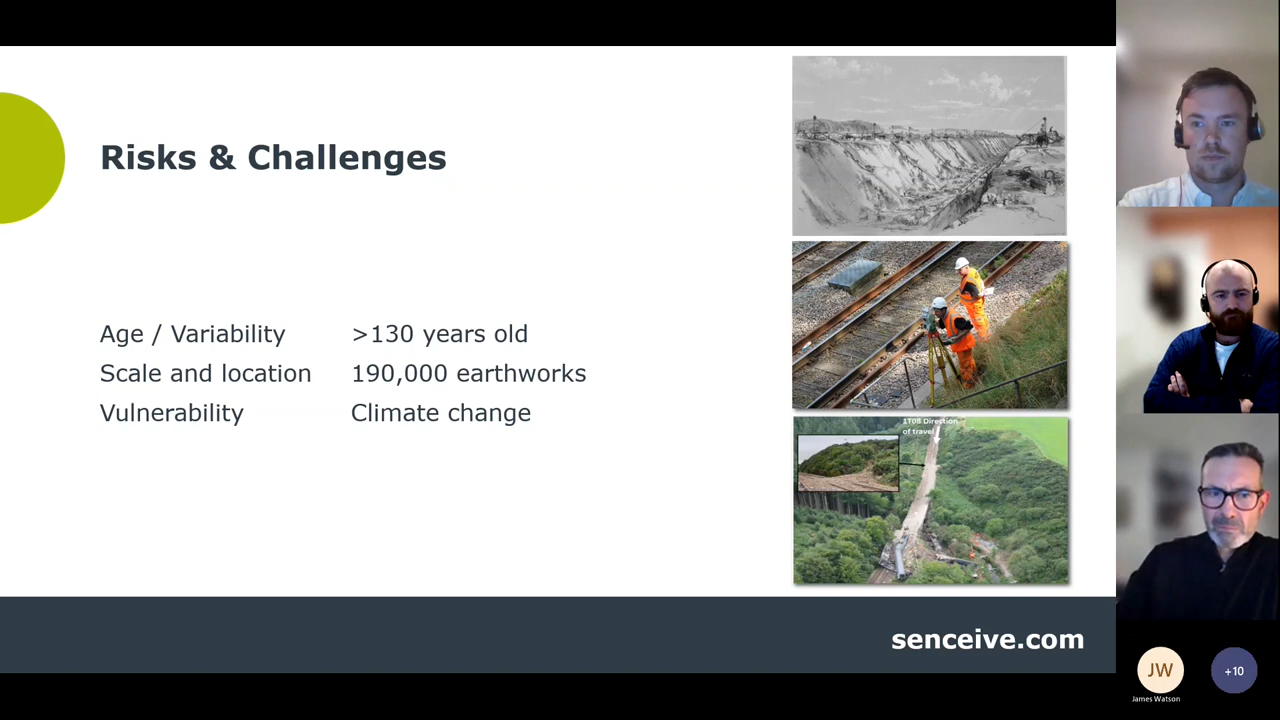 Risks & Challenges
Age / Variability >130 years old
Scale and location 190,000 earthworks
Vulnerability Climate change
1T08 Direction
of travel
senceive.com
JW
+10
James Watson